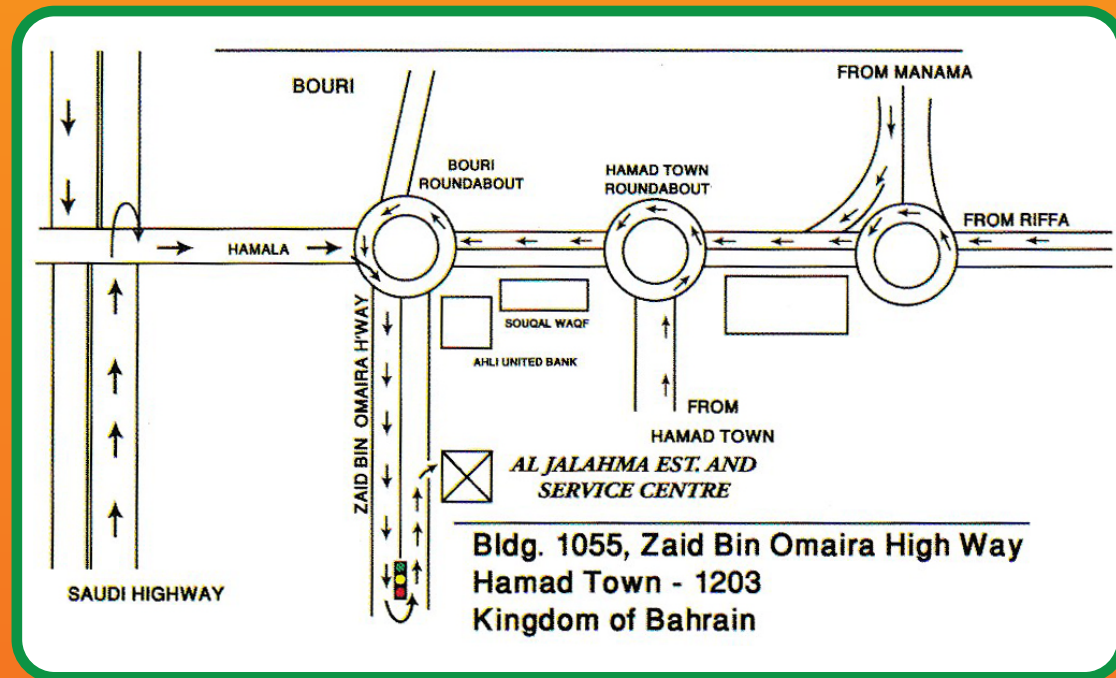 FROM MANAMA
BOURI
BOURI
ROUNDABOUT
HAMAD TOWN
ROUNDABOUT
FROM RIFFA
HAMALA
SOUQAL WAQF
AHLI UNITED BANK
ZAID BIN OMAIRA H'WAY
FROM
HAMAD TOWN
AL JALAHMA EST. AND
SERVICE CENTRE
SAUDI HIGHWAY
Bldg. 1055, Zaid Bin Omaira High Way
Hamad Town - 1203
Kingdom of Bahrain